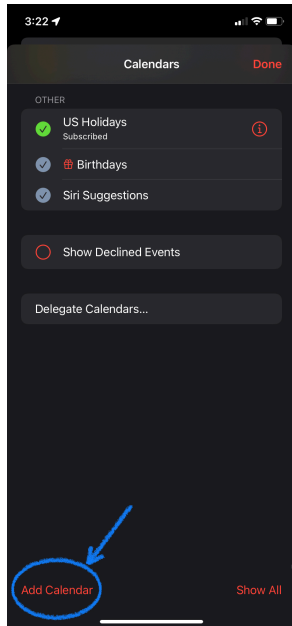 3:22
Calendars
Done
OTHER
US Holidays
Subscribed
Birthdays
Siri Suggestions
Show Declined Events
Delegate Calendars...
Add Calendar
Show All